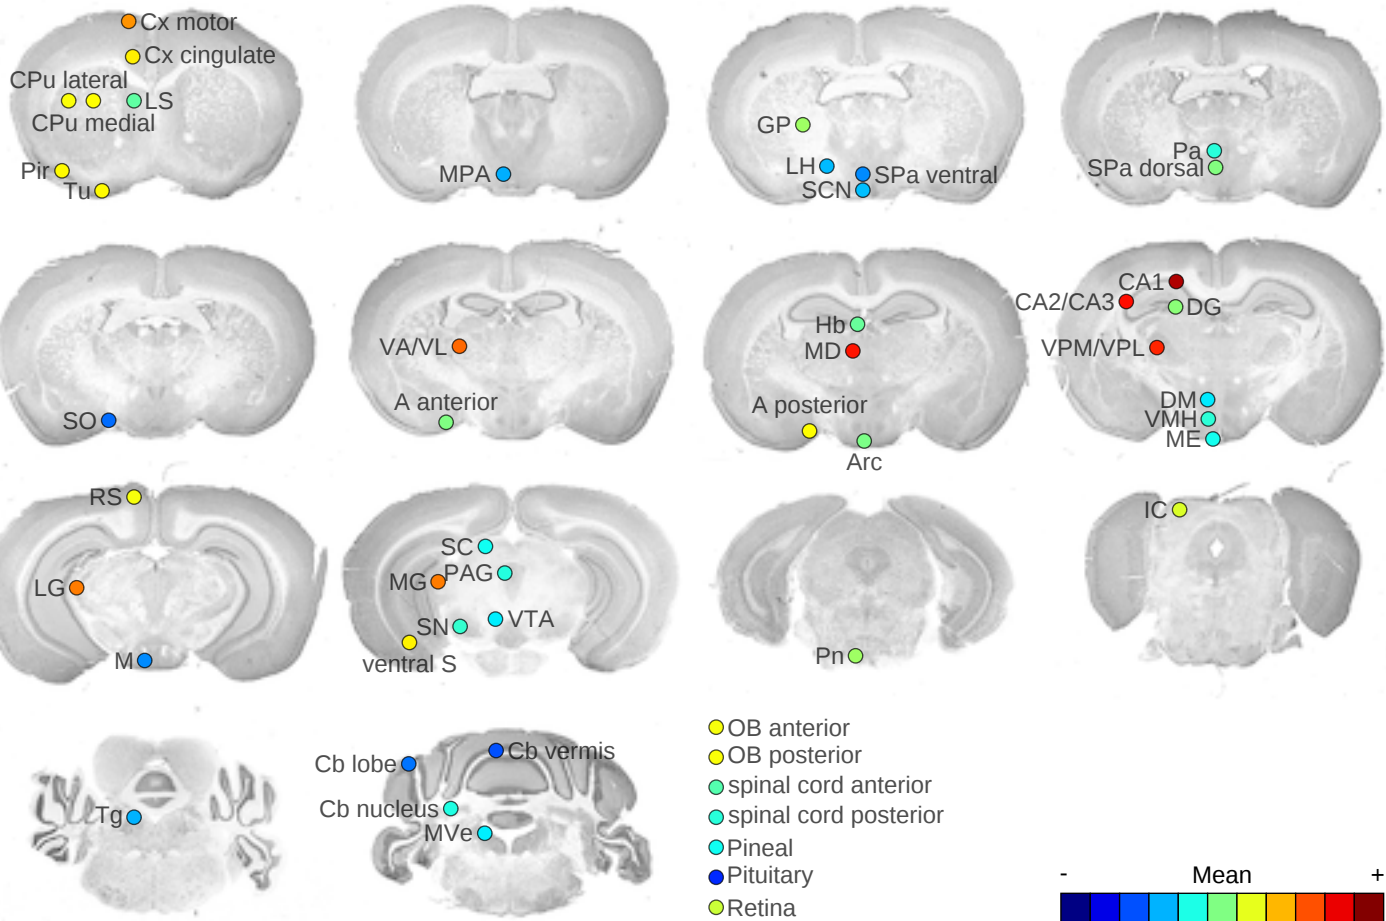 Cx motor
Cx cingulate
CPu lateral
LS
CPu medial
Pir
Tu
MPA
GP
LH
SPa ventral
SCN
Pa
SPa dorsal
SO
VA/VL
A anterior
Hb
MD
A posterior
Arc
CA1
CA2/CA3
DG
VPM/VPL
DM
VMH
ME
RS
LG
M
SC
MG
PAG
SN
VTA
ventral S
Pn
IC
Tg
Cb lobe
Cb vermis
Cb nucleus
MVe
OB anterior
OB posterior
spinal cord anterior
spinal cord posterior
Pineal
Pituitary
Retina
- Mean +